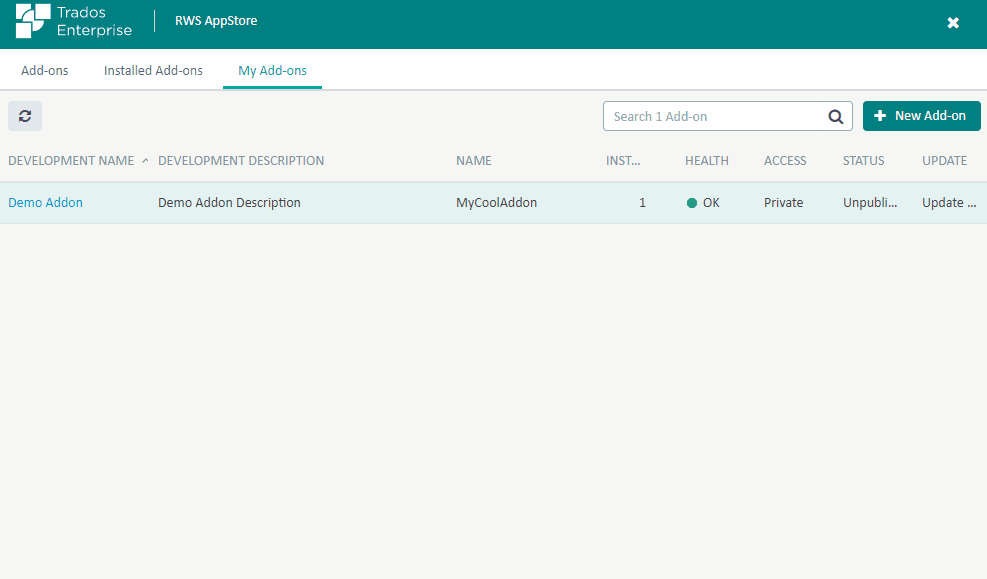 Trados
Enterprise
RWS AppStore
Add-ons Installed Add-ons My Add-ons
Search 1 Add-on New Add-on
DEVELOPMENT NAME DEVELOPMENT DESCRIPTION NAME INST... HEALTH ACCESS STATUS UPDATE
Demo Addon Demo Addon Description MyCoolAddon 1 OK Private Unpubli... Update ...